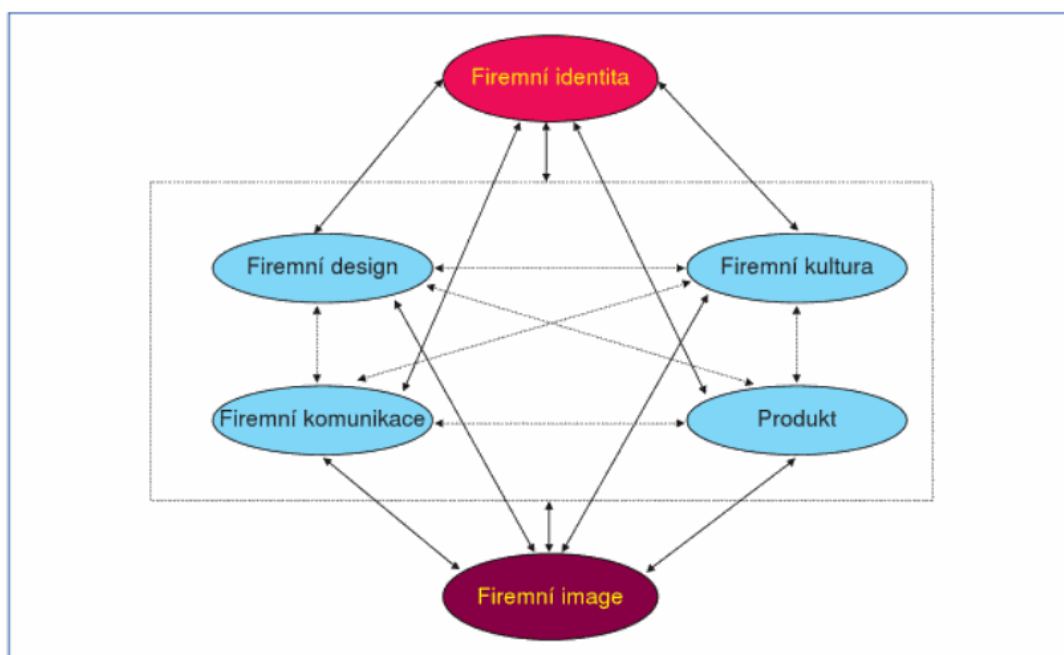 Firemní identita
Firemní design
Firemní kultura
Firemní komunikace
Produkt
Firemní image